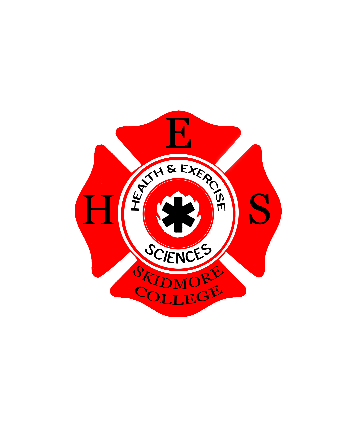 E
H
S
HEALTH & EXERCISE
SCIENCES
SKIDMORE
COLLEGE